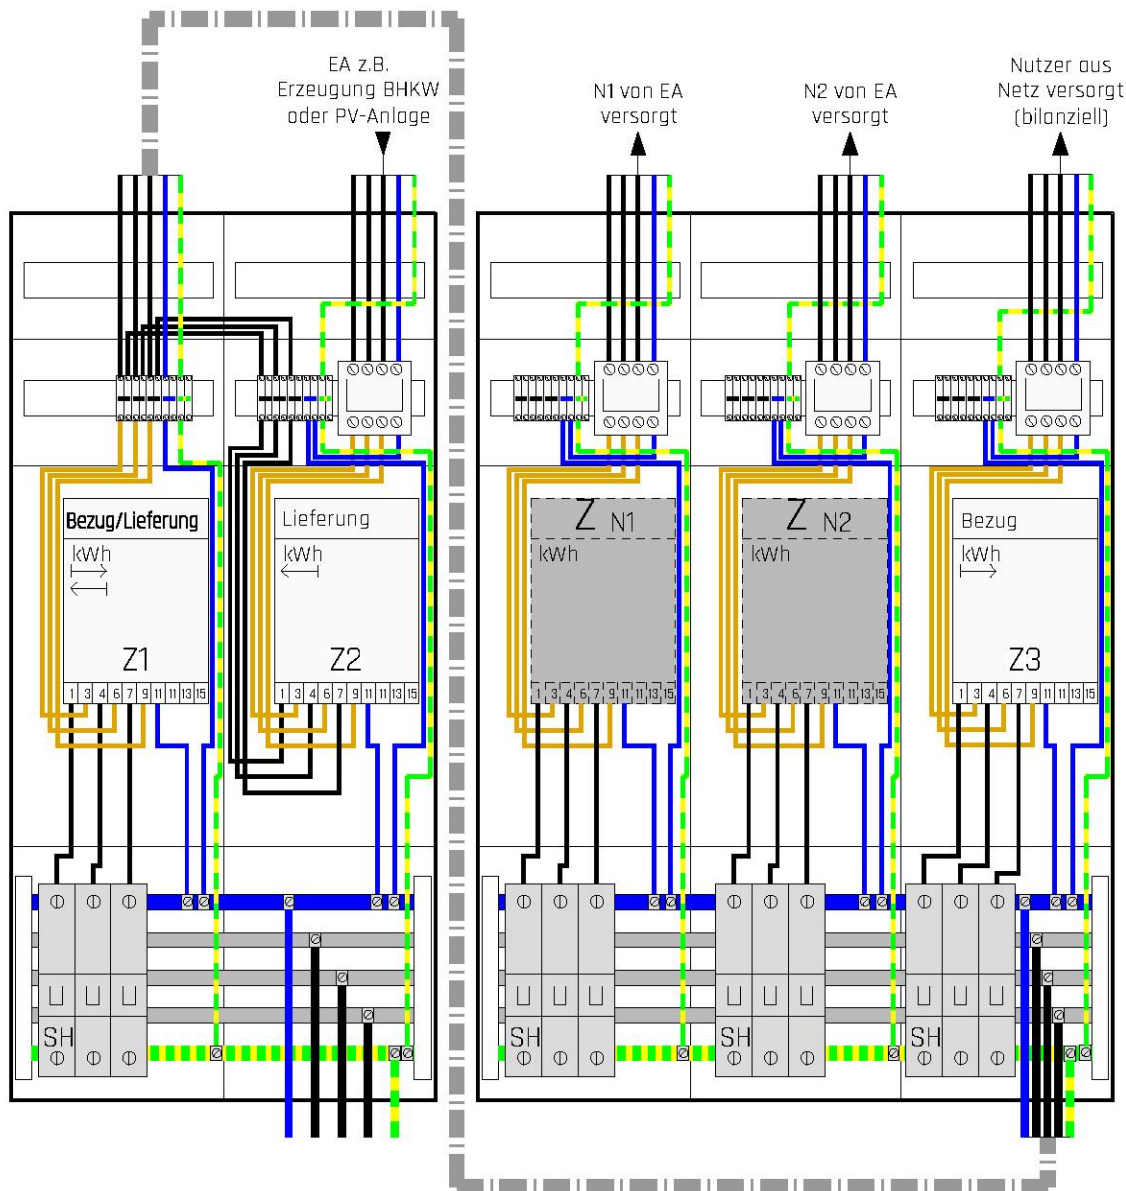 EA z.B.
Erzeugung BHKW
oder PV-Anlage
N1 von EA
versorgt
N2 von EA
versorgt
Nutzer aus
Netz versorgt
(bilanziell)
Bezug/Lieferung
kWh
Z1
1 3 4 6 7 9 11 11 13 15
Lieferung
kWh
Z2
1 3 4 6 7 9 11 11 13 15
Z N1
kWh
1 3 4 6 7 9 11 11 13 15
Z N2
kWh
1 3 4 6 7 9 11 11 13 15
Bezug
kWh
Z3
1 3 4 6 7 9 11 11 13 15
SH
SH
SH
SH